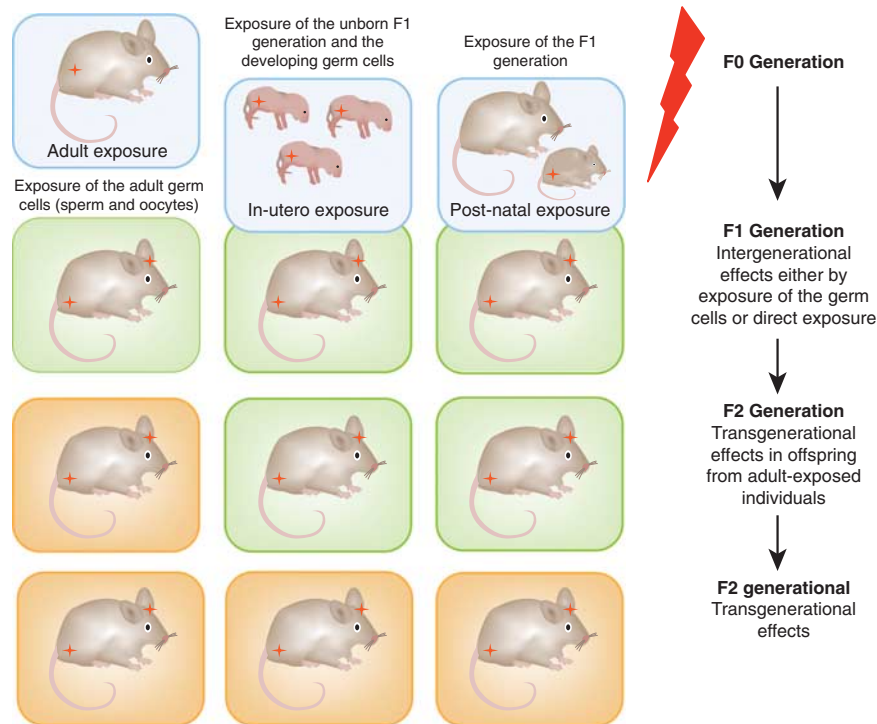 Adult exposure
Exposure of the adult germ
cells (sperm and oocytes)
Exposure of the unborn F1
generation and the
developing germ cells
In-utero exposure
Exposure of the F1
generation
Post-natal exposure
F0 Generation
F1 Generation
Intergenerational
effects either by
exposure of the germ
cells or direct exposure
F2 Generation
Transgenerational
effects in offspring
from adult-exposed
individuals
F2 generational
Transgenerational
effects